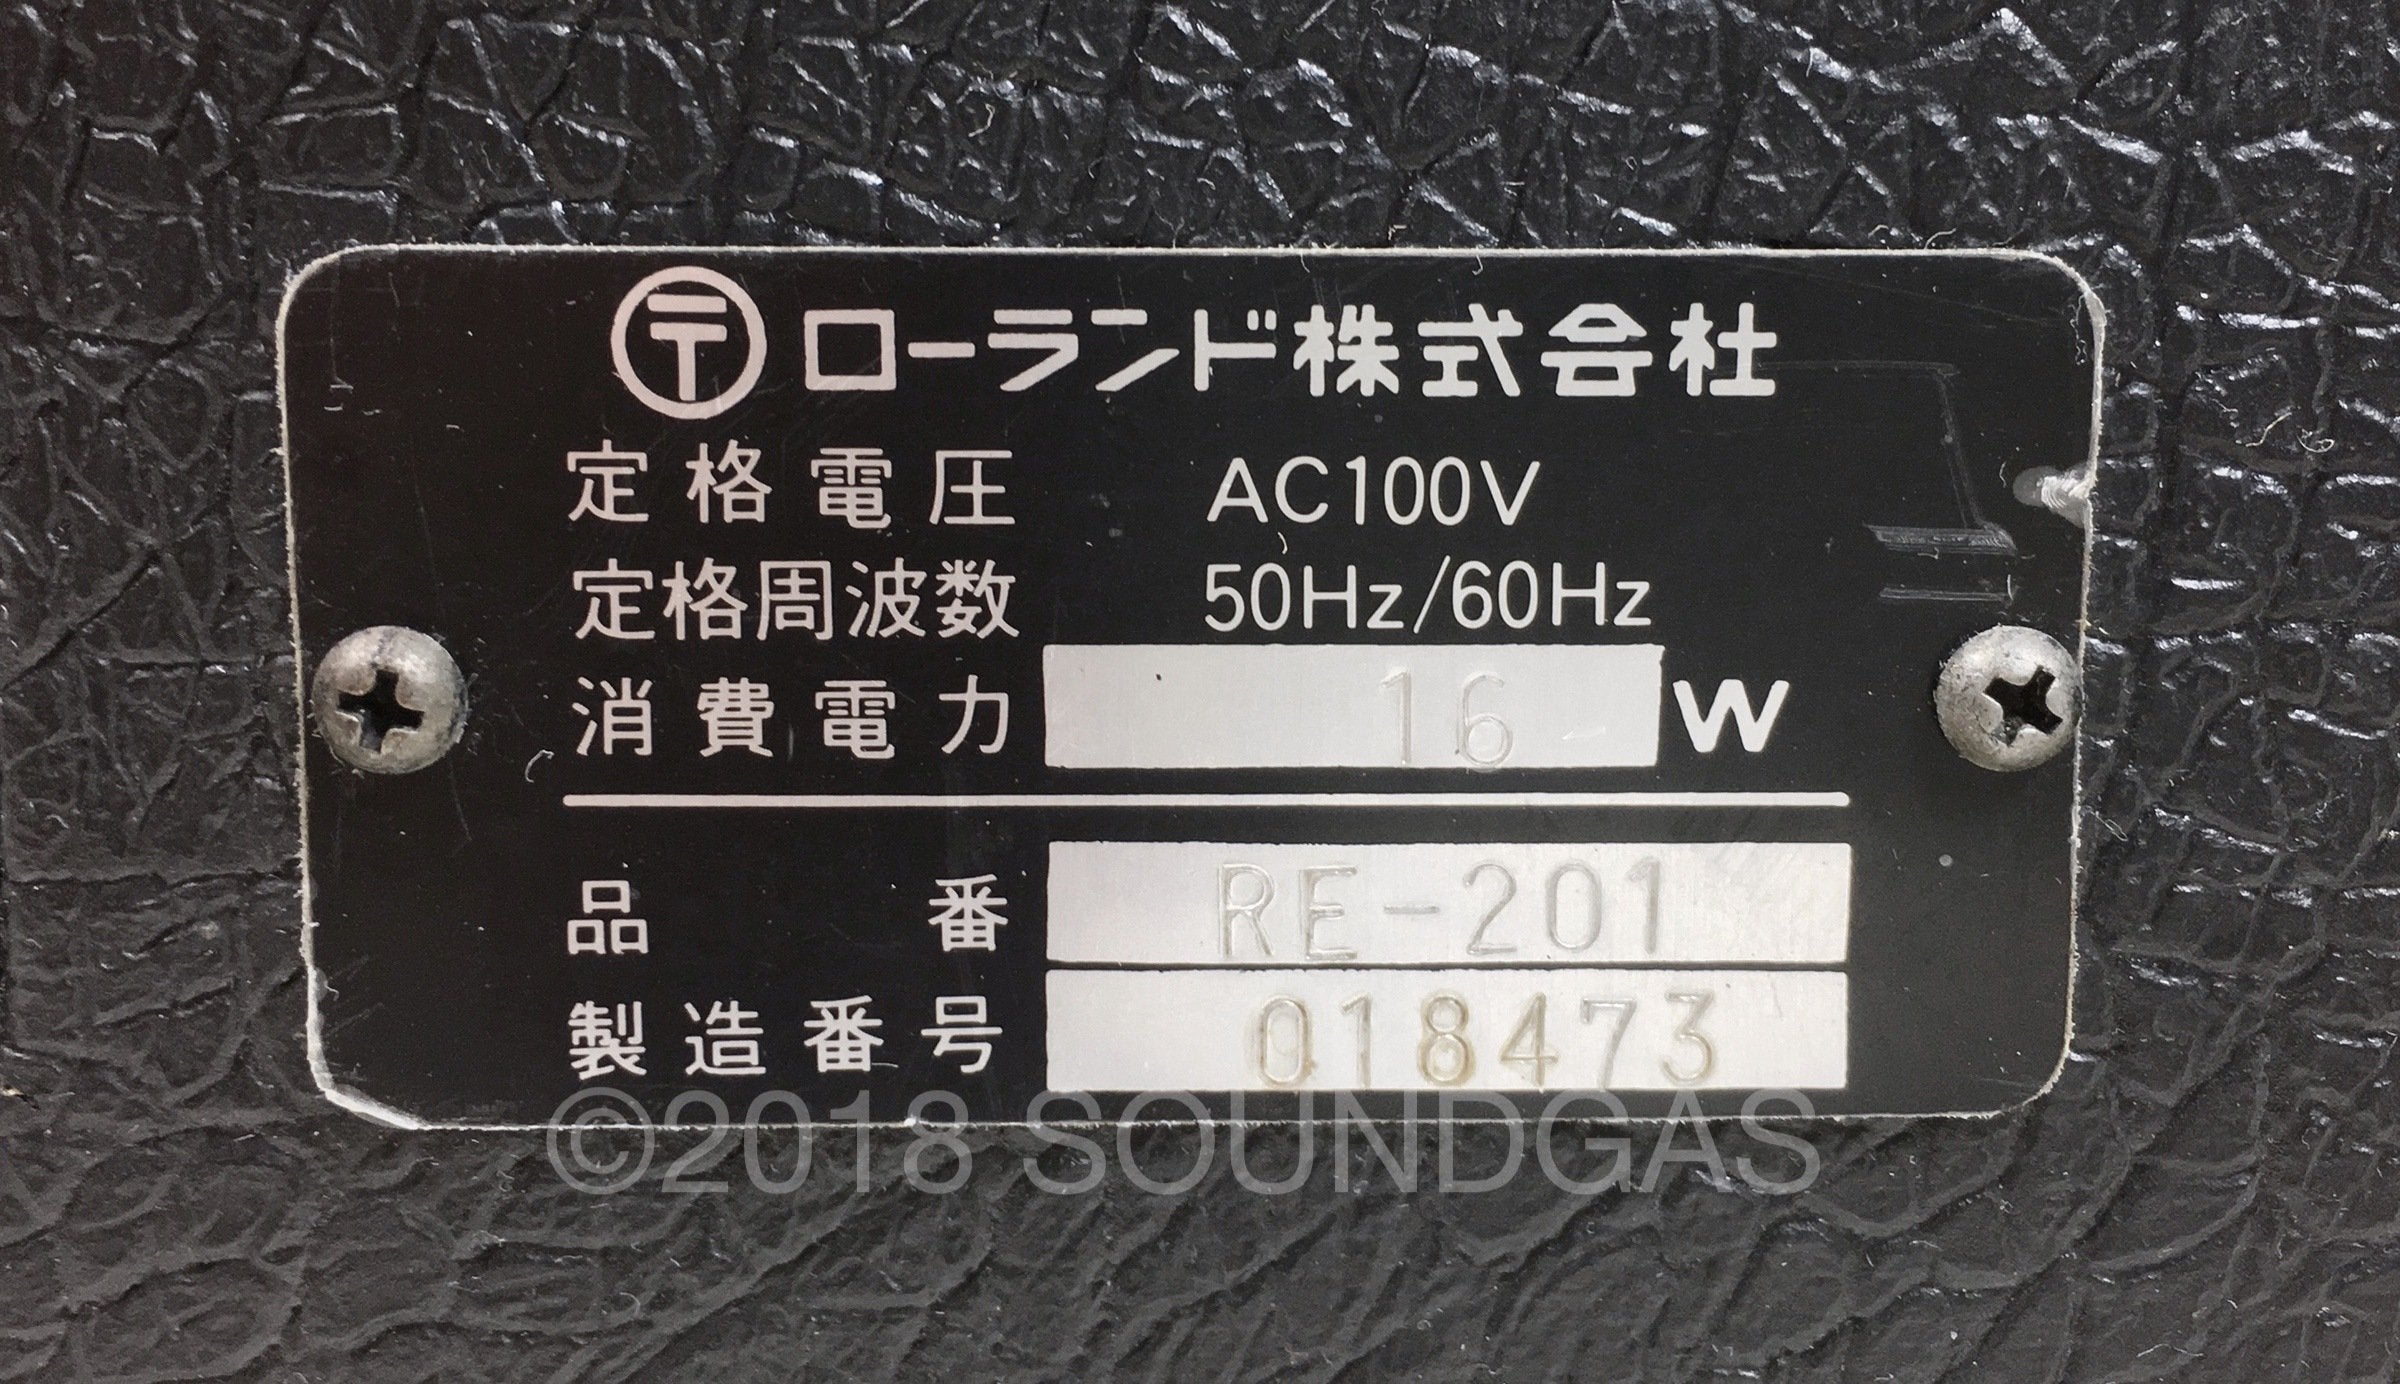 〒ローランド株式会社
定格電圧 AC100V
定格周波数 50Hz/60Hz
消費電力 16 W
品番 RE-201
製造番号 018473
©2018 SOUNDGAS